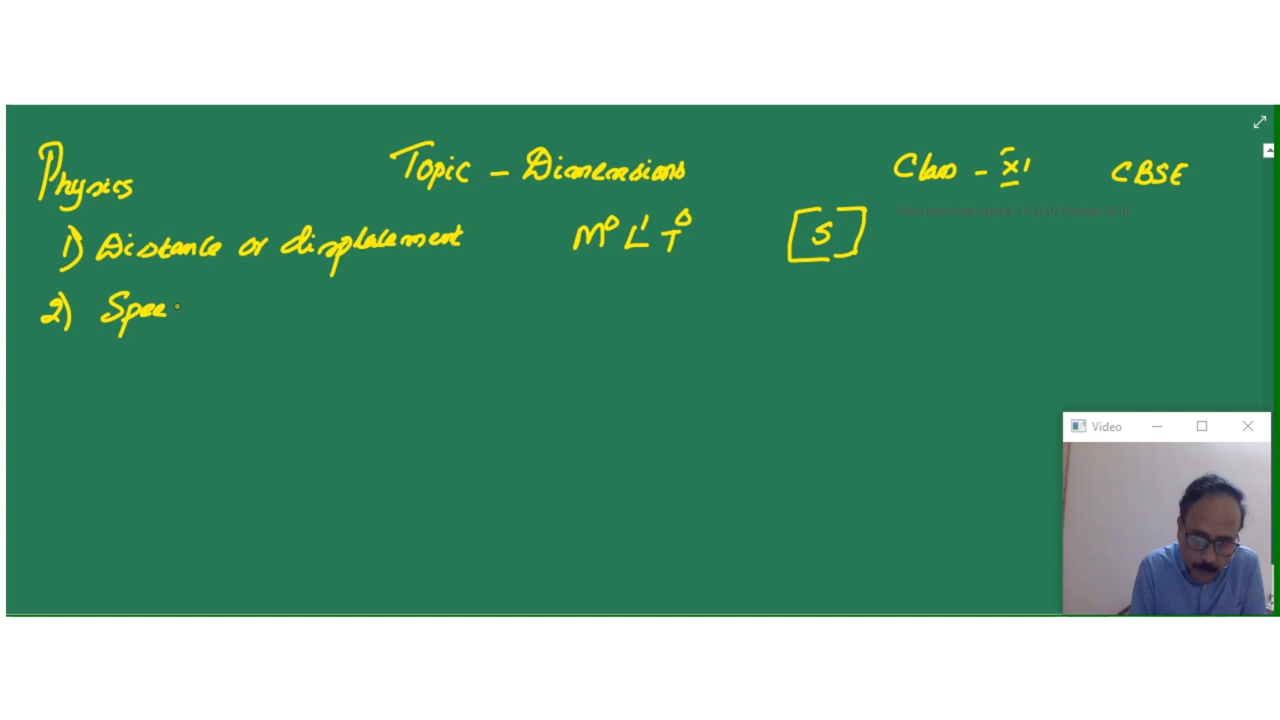 Physics Topic - Dimensions Class - XI CBSE
1) Distance or displacement M⁰ L¹ T⁰ [S]
2) Spee
Video